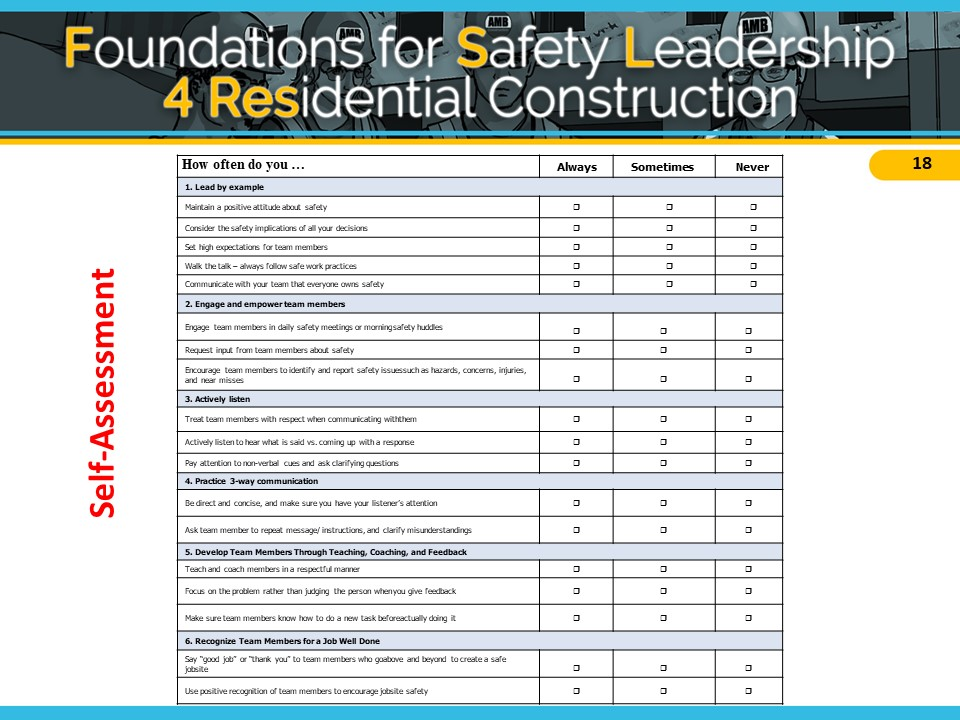 AMB AMB AMB
Foundations for Safety Leadership
4 Residential Construction
18
Self-Assessment
How often do you … Always Sometimes Never
1. Lead by example
Maintain a positive attitude about safety ❒ ❒ ❒
Consider the safety implications of all your decisions ❒ ❒ ❒
Set high expectations for team members ❒ ❒ ❒
Walk the talk – always follow safe work practices ❒ ❒ ❒
Communicate with your team that everyone owns safety ❒ ❒ ❒
2. Engage and empower team members
Engage team members in daily safety meetings or morningsafety huddles ❒ ❒ ❒
Request input from team members about safety ❒ ❒ ❒
Encourage team members to identify and report safety issuessuch as hazards, concerns, injuries,
and near misses ❒ ❒ ❒
3. Actively listen
Treat team members with respect when communicating withthem ❒ ❒ ❒
Actively listen to hear what is said vs. coming up with a response ❒ ❒ ❒
Pay attention to non-verbal cues and ask clarifying questions ❒ ❒ ❒
4. Practice 3-way communication
Be direct and concise, and make sure you have your listener’s attention ❒ ❒ ❒
Ask team member to repeat message/ instructions, and clarify misunderstandings ❒ ❒ ❒
5. Develop Team Members Through Teaching, Coaching, and Feedback
Teach and coach members in a respectful manner ❒ ❒ ❒
Focus on the problem rather than judging the person whenyou give feedback ❒ ❒ ❒
Make sure team members know how to do a new task beforeactually doing it ❒ ❒ ❒
6. Recognize Team Members for a Job Well Done
Say “good job” or “thank you” to team members who goabove and beyond to create a safe
jobsite ❒ ❒ ❒
Use positive recognition of team members to encourage jobsite safety ❒ ❒ ❒